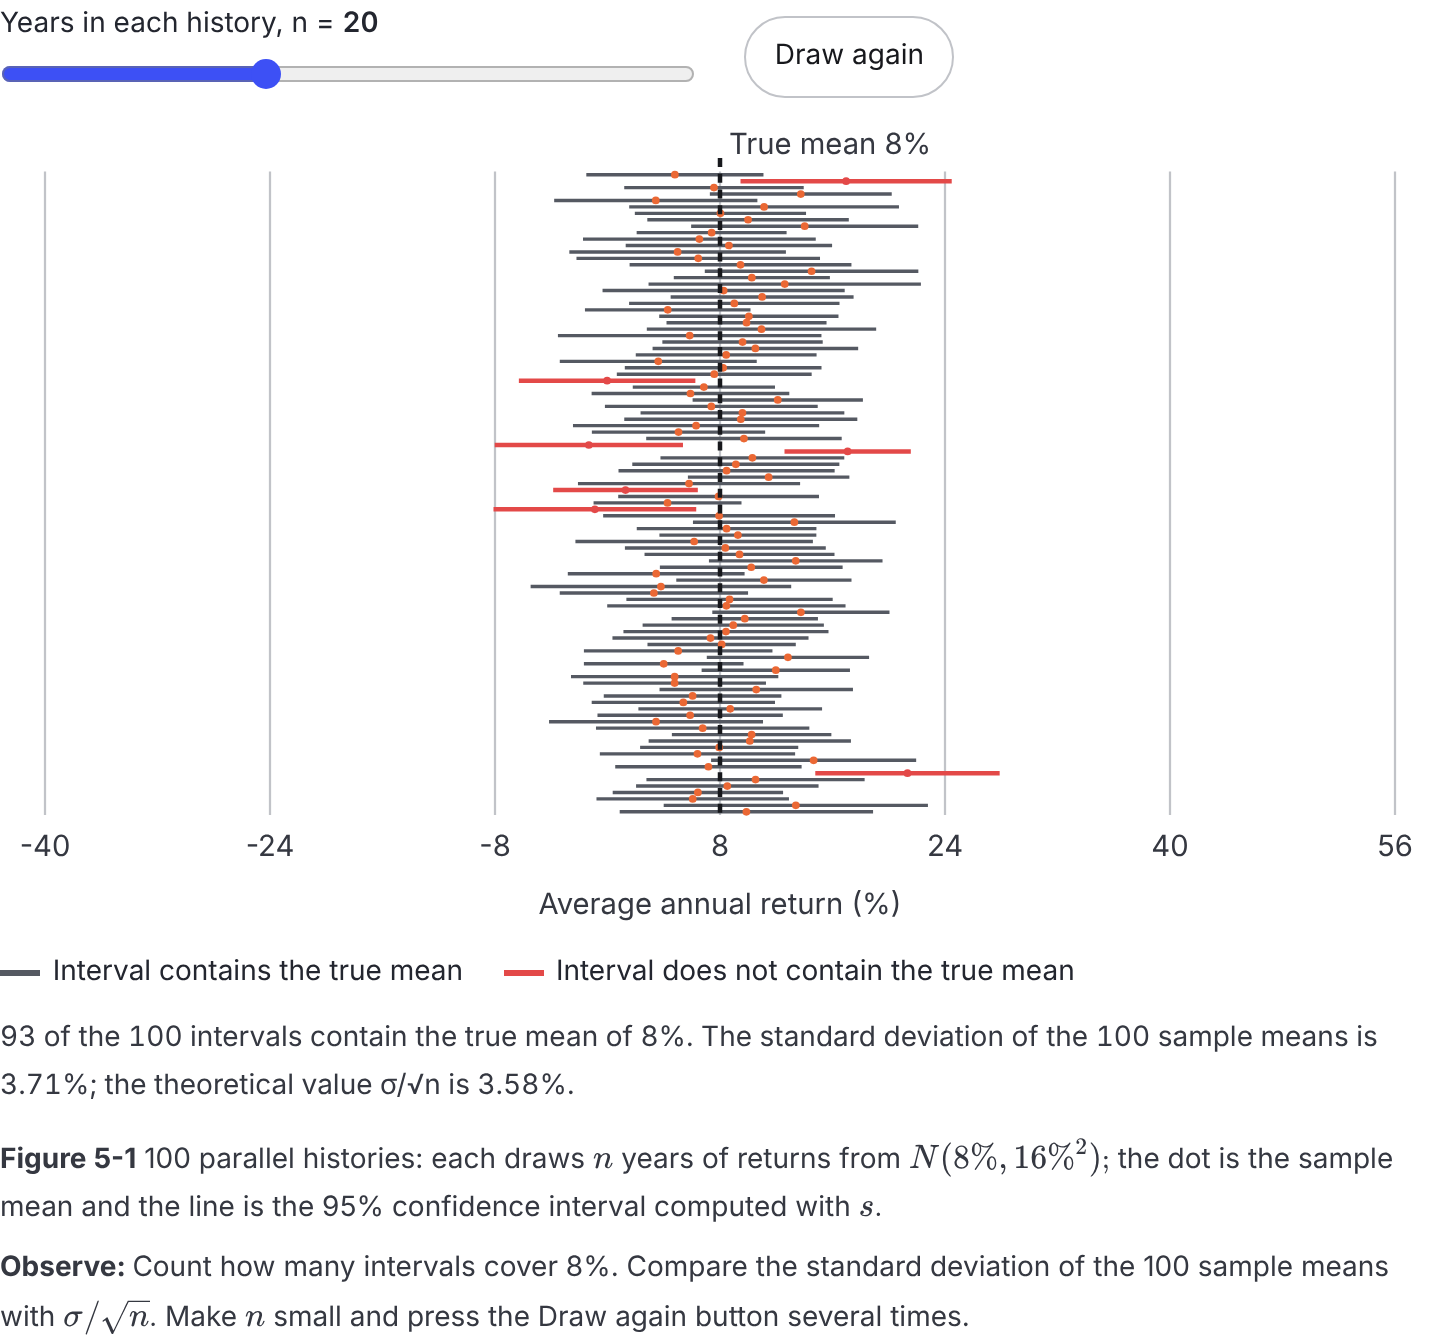 Years in each history, n = 20
Draw again
True mean 8%
-40 -24 -8 8 24 40 56
Average annual return (%)
Interval contains the true mean Interval does not contain the true mean
93 of the 100 intervals contain the true mean of 8%. The standard deviation of the 100 sample means is
3.71%; the theoretical value σ/√n is 3.58%.
Figure 5-1 100 parallel histories: each draws n years of returns from N(8%, 16%²); the dot is the sample
mean and the line is the 95% confidence interval computed with s.
Observe: Count how many intervals cover 8%. Compare the standard deviation of the 100 sample means
with σ/√n. Make n small and press the Draw again button several times.